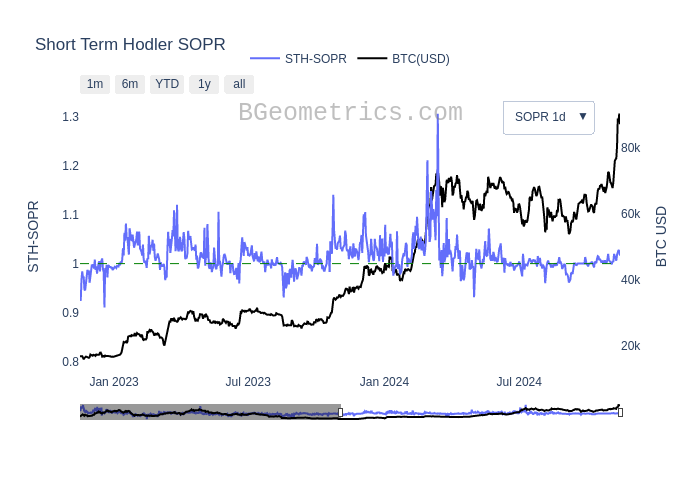 Short Term Hodler SOPR
STH-SOPR
BTC(USD)
1m
6m
YTD
1y
all
BGeometrics.com
SOPR 1d ▼
1.3
1.2
1.1
1
0.9
0.8
STH-SOPR
80k
60k
40k
20k
BTC USD
Jan 2023
Jul 2023
Jan 2024
Jul 2024